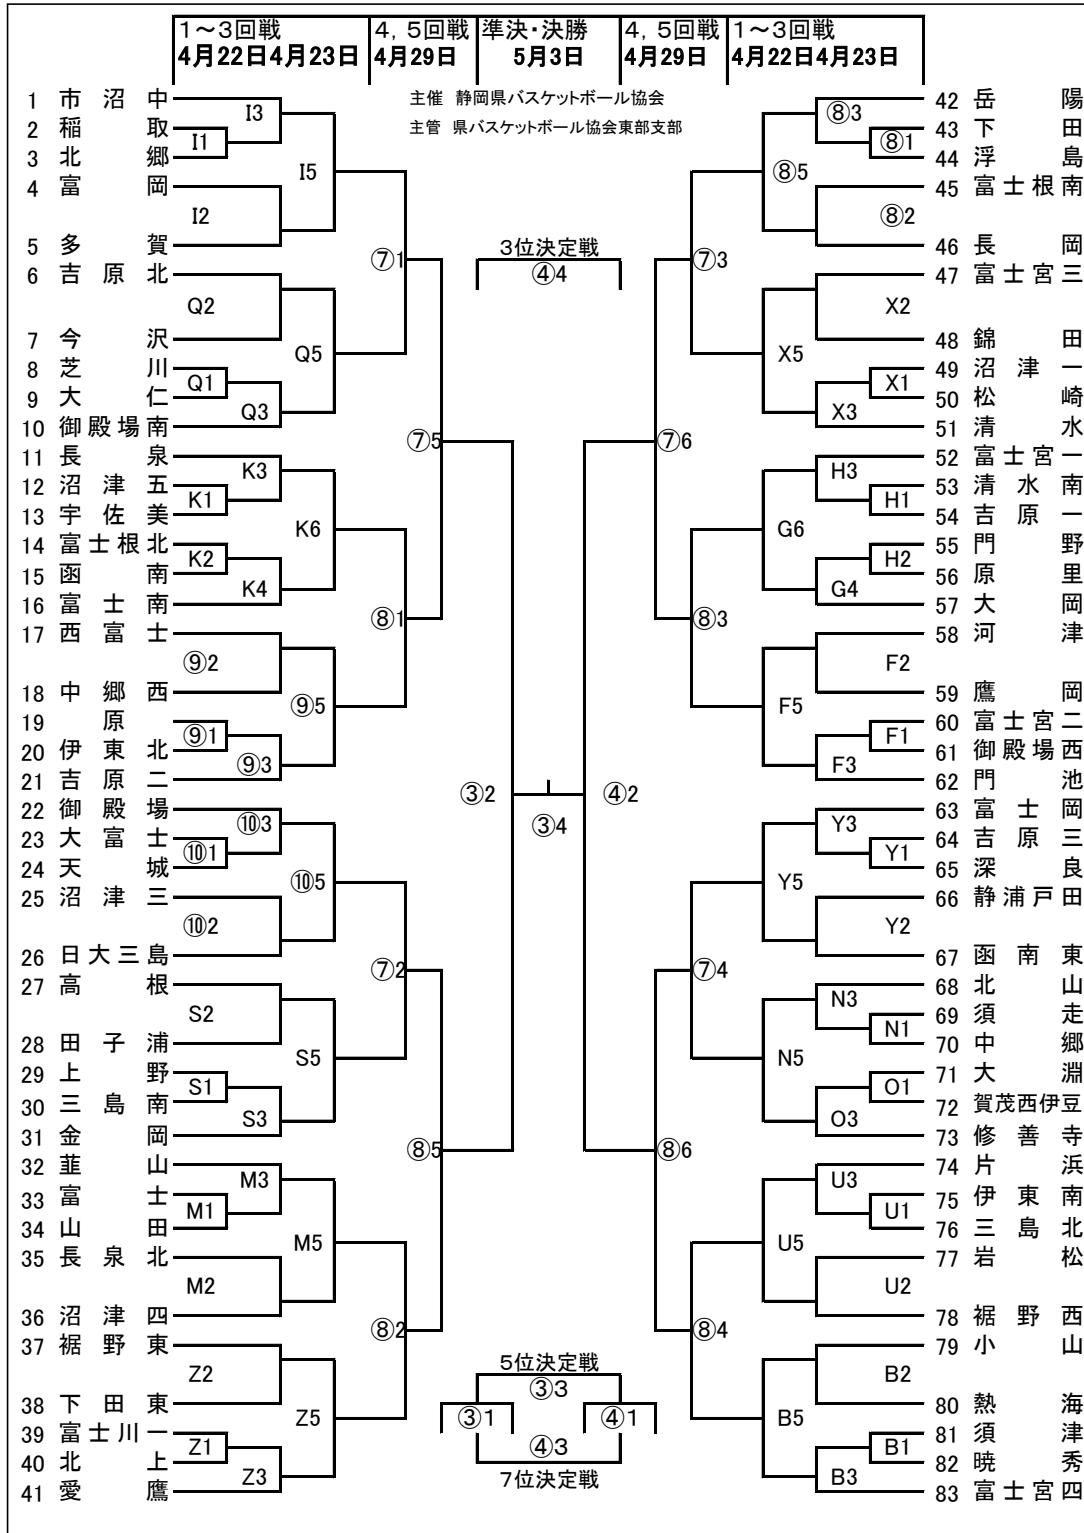 1～3回戦 4,5回戦 準決・決勝 4,5回戦 1～3回戦
4月22日4月23日 4月29日 5月3日 4月29日 4月22日4月23日
主催 静岡県バスケットボール協会
主管 県バスケットボール協会東部支部
1 市沼中
2 稲取
3 北郷
4 富岡
5 多賀
6 吉原北
7 今沢
8 芝川
9 大仁
10 御殿場南
11 長泉
12 沼津五
13 宇佐美
14 富士根北
15 函南
16 富士南
17 西富士
18 中郷西
19 原
20 伊東北
21 吉原二
22 御殿場
23 大富士
24 天城
25 沼津三
26 日大三島
27 高根
28 田子浦
29 上野
30 三島南
31 金岡
32 韮山
33 富士
34 山田
35 長泉北
36 沼津四
37 裾野東
38 下田東
39 富士川一
40 北上
41 愛鷹
I3
I1
I5
I2
⑦1
Q2
Q5
Q1
Q3
⑦5
K3
K1
K6
K2
K4
⑧1
⑨2
⑨5
⑨1
⑨3
③2
⑩3
⑩1
⑩5
⑩2
⑦2
S2
S5
S1
S3
⑧5
M3
M1
M5
M2
⑧2
Z2
Z5
Z1
Z3
3位決定戦
④4
③4
5位決定戦
③3
③1 ④1
④3
7位決定戦
⑧3
⑧1
⑧5
⑧2
⑦3
X2
X5
X1
X3
⑦6
H3
H1
G6
H2
G4
⑧3
F2
F5
F1
F3
④2
Y3
Y1
Y5
Y2
⑦4
N3
N1
N5
O1
O3
⑧6
U3
U1
U5
U2
⑧4
B2
B5
B1
B3
42 岳陽
43 下田
44 浮島
45 富士根南
46 長岡
47 富士宮三
48 錦田
49 沼津一
50 松崎
51 清水
52 富士宮一
53 清水南
54 吉原一
55 門野
56 原里
57 大岡
58 河津
59 鷹岡
60 富士宮二
61 御殿場西
62 門池
63 富士岡
64 吉原三
65 深良
66 静浦戸田
67 函南東
68 北山
69 須走
70 中郷
71 大淵
72 賀茂西伊豆
73 修善寺
74 片浜
75 伊東南
76 三島北
77 岩松
78 裾野西
79 小山
80 熱海
81 須津
82 暁秀
83 富士宮四